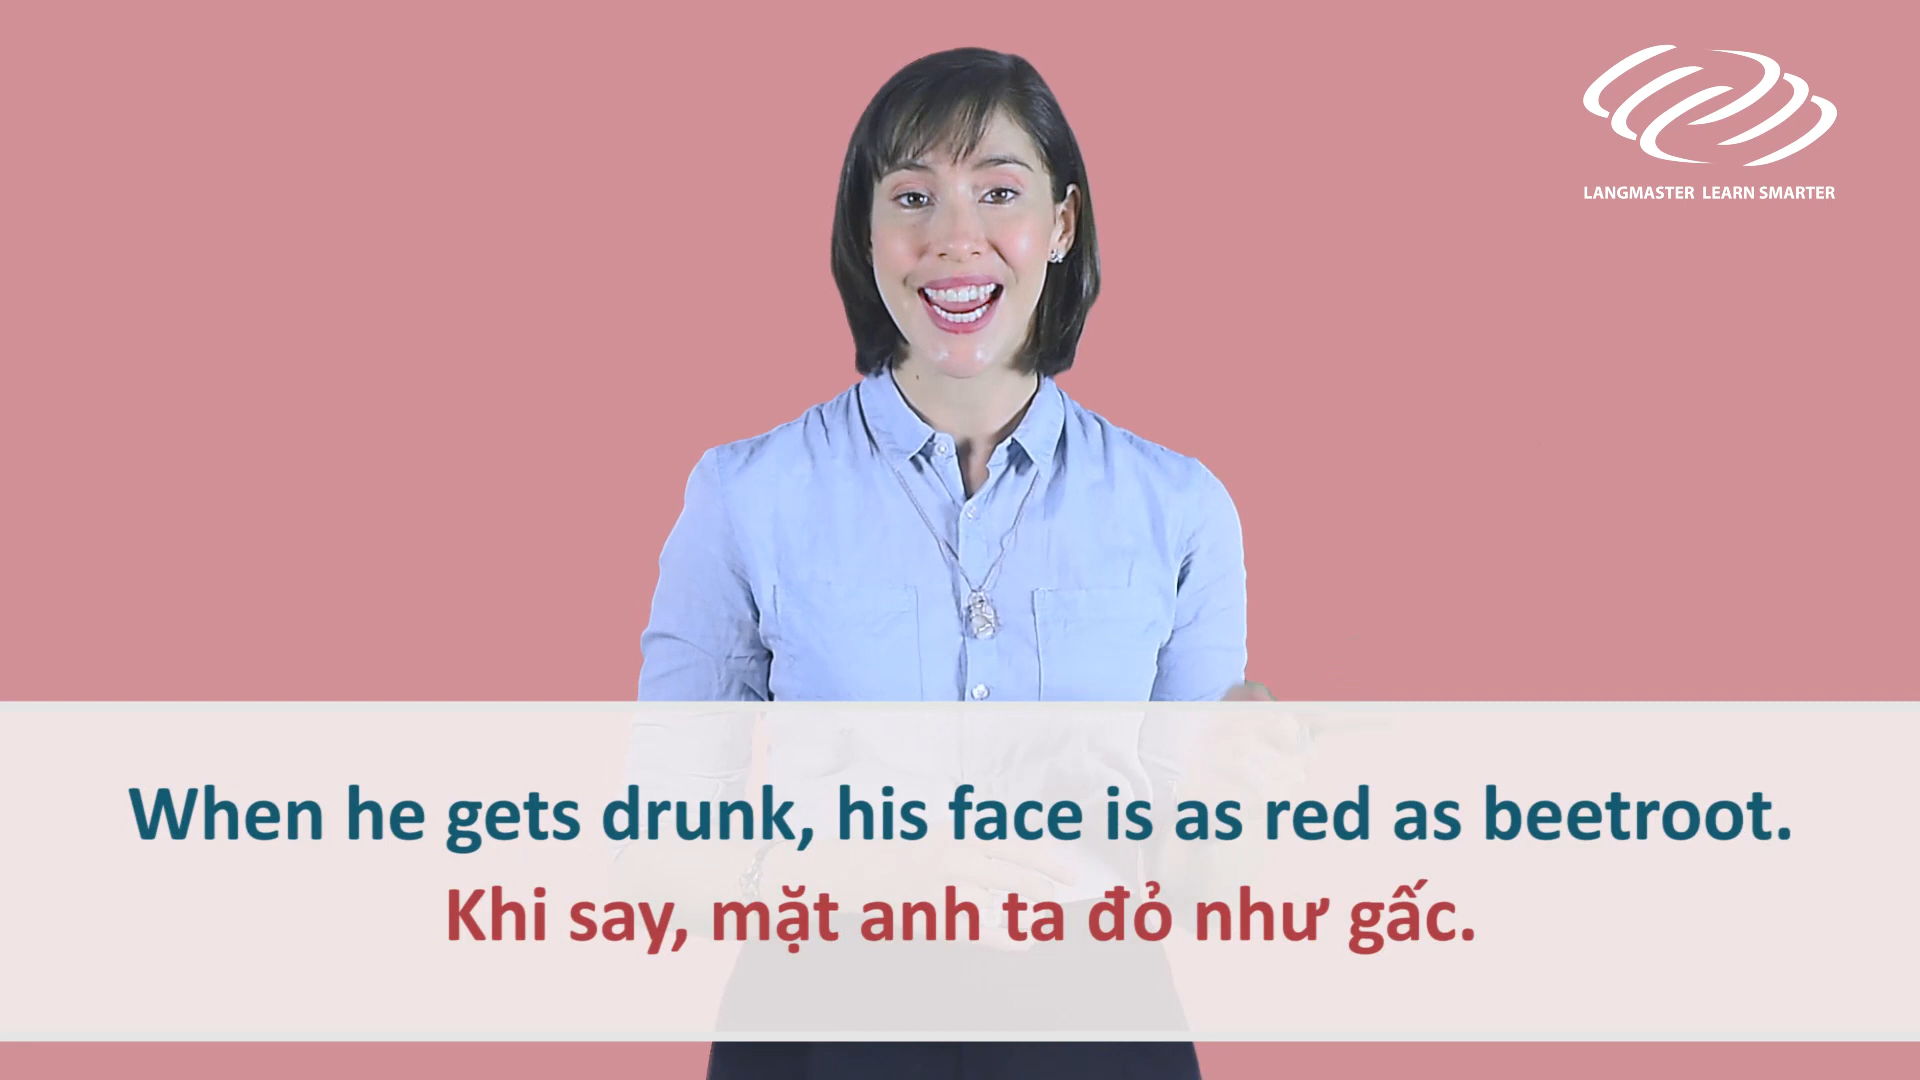 LANGMASTER LEARN SMARTER
When he gets drunk, his face is as red as beetroot.
Khi say, mặt anh ta đỏ như gấc.